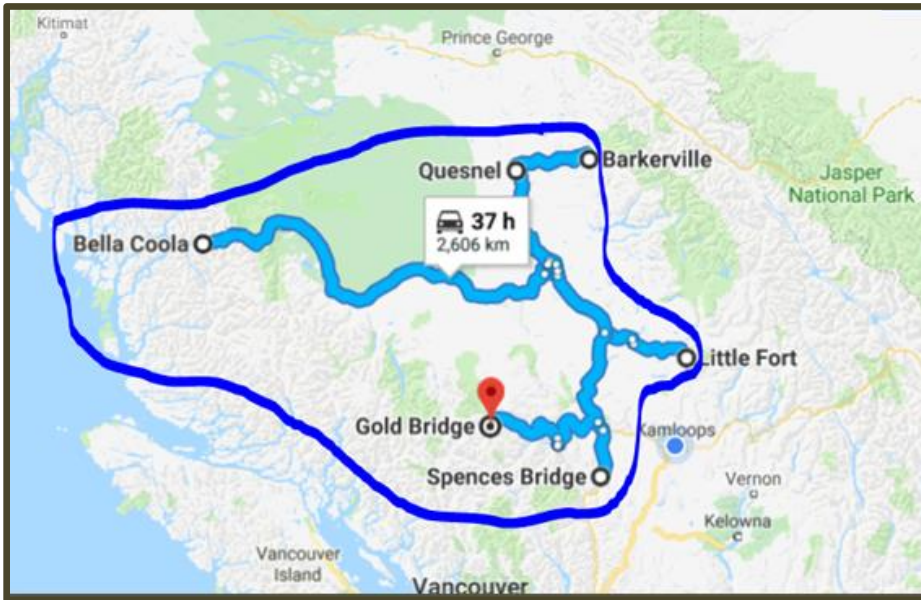 Kitimat
Prince George
Quesnel
Barkerville
Jasper
National Park
37 h
2,606 km
Bella Coola
Little Fort
Gold Bridge
Kamloops
Spences Bridge
Vernon
Kelowna
Vancouver
Island
Vancouver